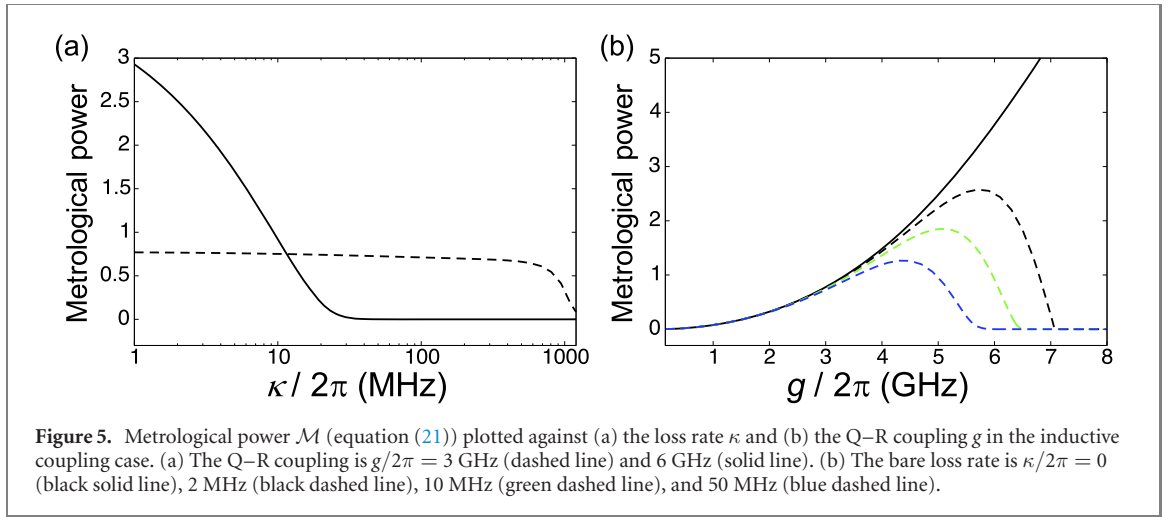 (a)
3
2.5
2
1.5
1
0.5
0
Metrological power
1 10 100 1000
κ / 2π (MHz)
(b)
5
4
3
2
1
0
Metrological power
1 2 3 4 5 6 7 8
g / 2π (GHz)
Figure 5. Metrological power ℳ (equation (21)) plotted against (a) the loss rate κ and (b) the Q–R coupling g in the inductive
coupling case. (a) The Q–R coupling is g/2π = 3 GHz (dashed line) and 6 GHz (solid line). (b) The bare loss rate is κ/2π = 0
(black solid line), 2 MHz (black dashed line), 10 MHz (green dashed line), and 50 MHz (blue dashed line).